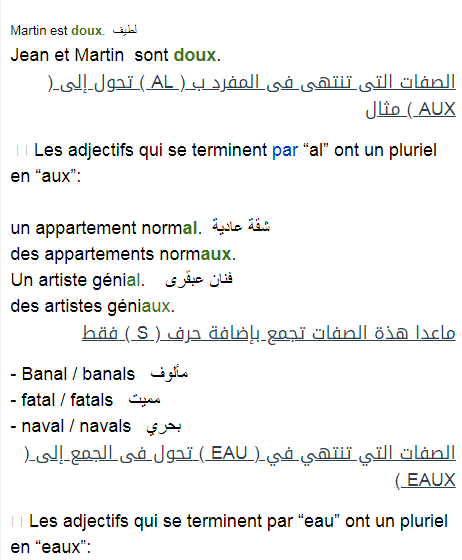 Martin est doux. لطيف
Jean et Martin sont doux.
الصفات التى تنتهى فى المفرد ب ( AL ) تحول إلى (
AUX ) مثال
Les adjectifs qui se terminent par “al” ont un pluriel
en “aux”:
un appartement normal. شقة عادية
des appartements normaux.
Un artiste génial. فنان عبقرى
des artistes géniaux.
ماعدا هذة الصفات تجمع بإضافة حرف ( S ) فقط
- Banal / banals مألوف
- fatal / fatals مميت
- naval / navals بحري
الصفات التي تنتهي في ( EAU ) تحول فى الجمع إلى (
EAUX )
Les adjectifs qui se terminent par “eau” ont un pluriel
en “eaux”: